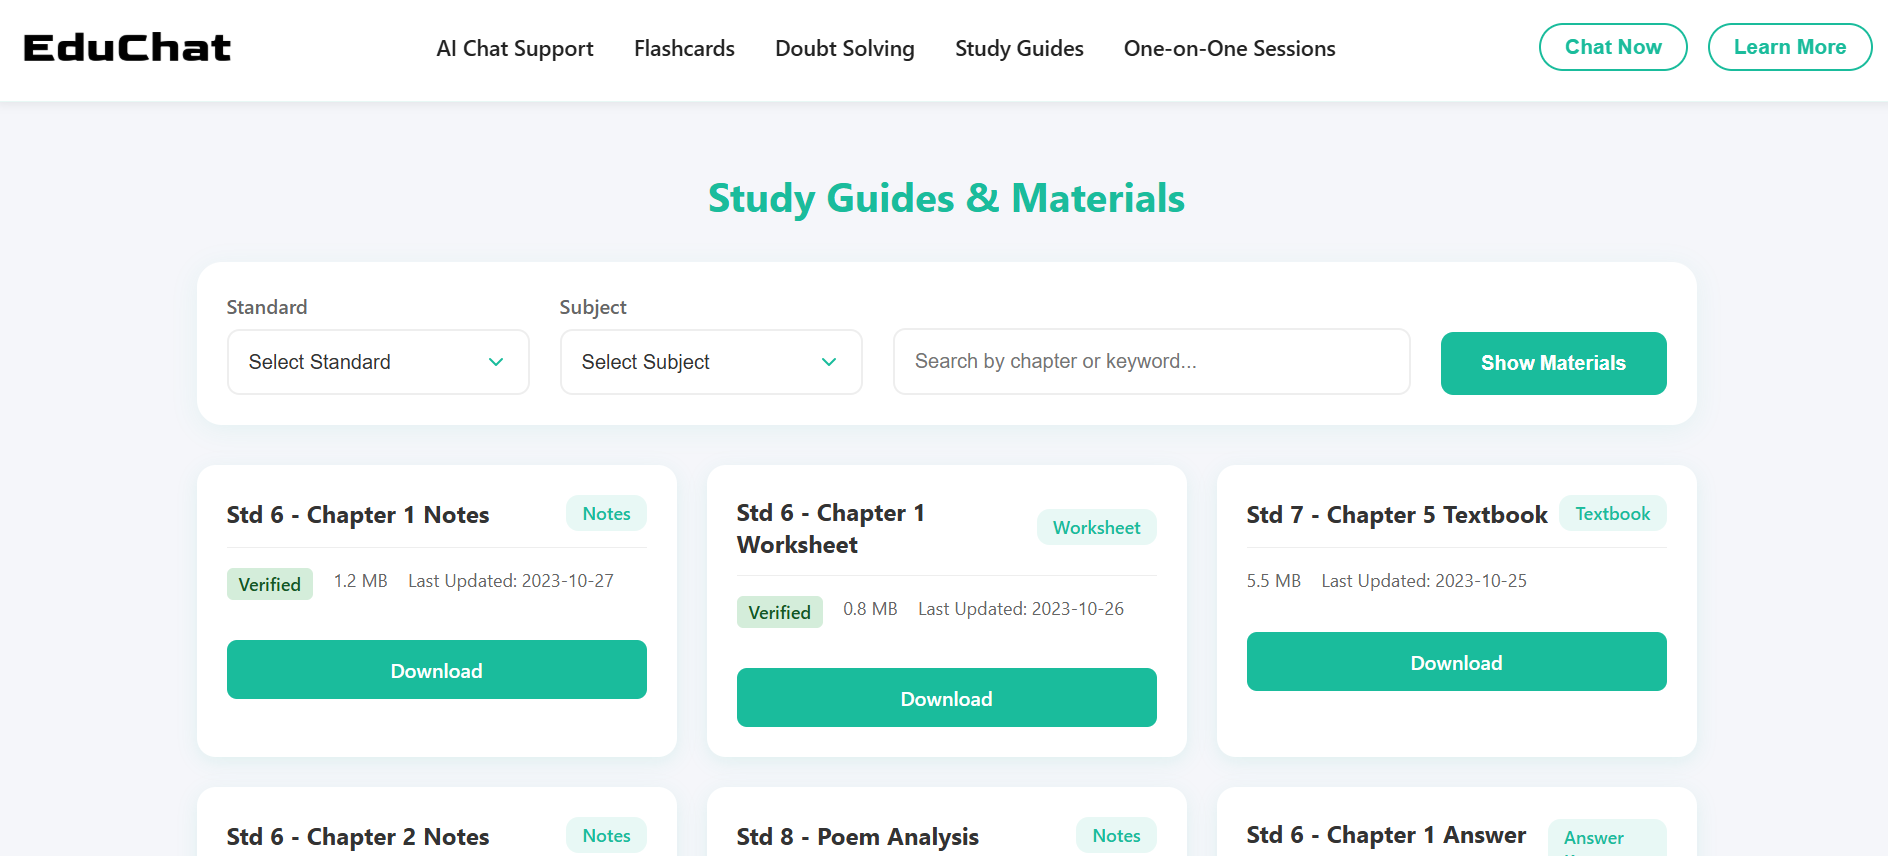 EduChat
AI Chat Support
Flashcards
Doubt Solving
Study Guides
One-on-One Sessions
Chat Now
Learn More
Study Guides & Materials
Standard
Subject
Select Standard
Select Subject
Search by chapter or keyword...
Show Materials
Std 6 - Chapter 1 Notes
Notes
Verified
1.2 MB
Last Updated: 2023-10-27
Download
Std 6 - Chapter 1
Worksheet
Worksheet
Verified
0.8 MB
Last Updated: 2023-10-26
Download
Std 7 - Chapter 5 Textbook
Textbook
5.5 MB
Last Updated: 2023-10-25
Download
Std 6 - Chapter 2 Notes
Notes
Std 8 - Poem Analysis
Notes
Std 6 - Chapter 1 Answer
Answer